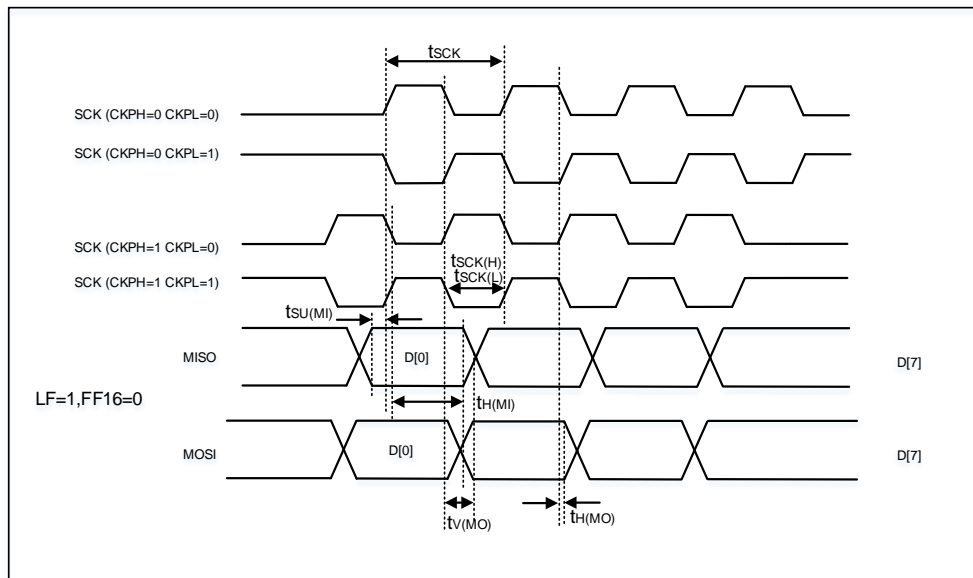 tSCK
SCK (CKPH=0 CKPL=0)
SCK (CKPH=0 CKPL=1)
SCK (CKPH=1 CKPL=0)
tSCK(H)
tSCK(L)
SCK (CKPH=1 CKPL=1)
tSU(MI)
MISO
D[0]
D[7]
LF=1,FF16=0
tH(MI)
MOSI
D[0]
D[7]
tV(MO)
tH(MO)